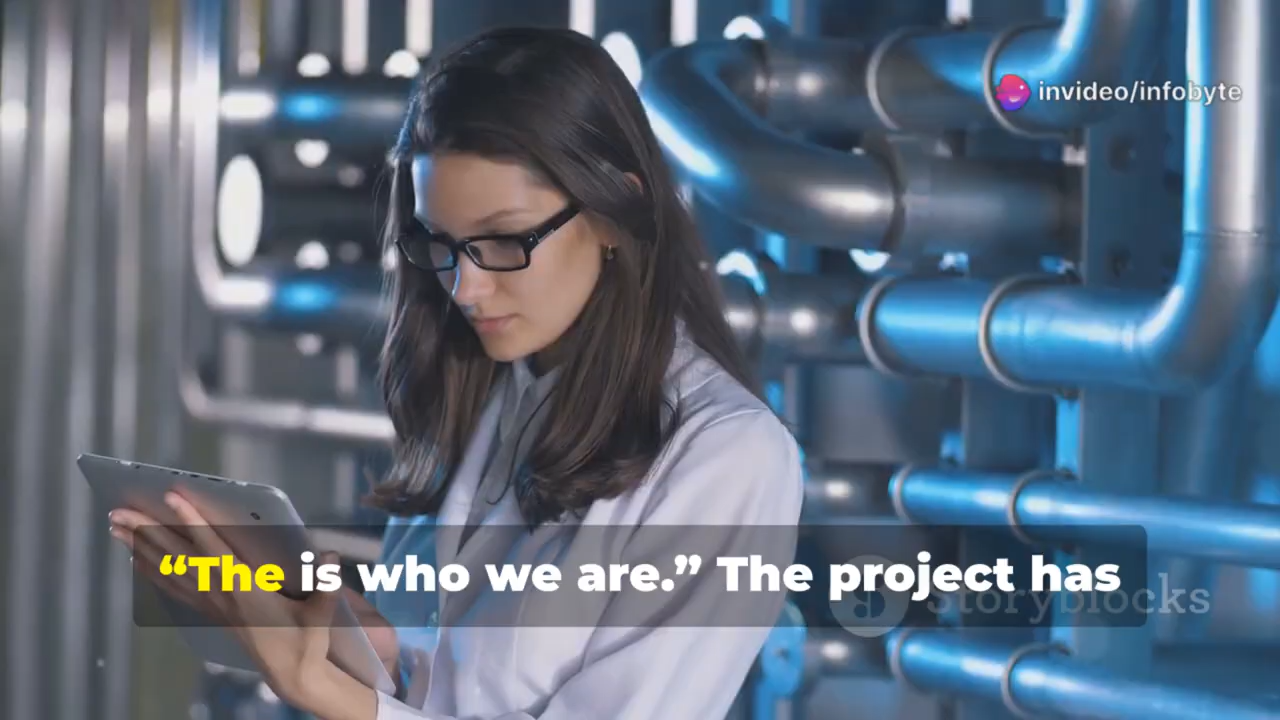 invideo/infobyte
“The is who we are.” The project has
Storyblocks